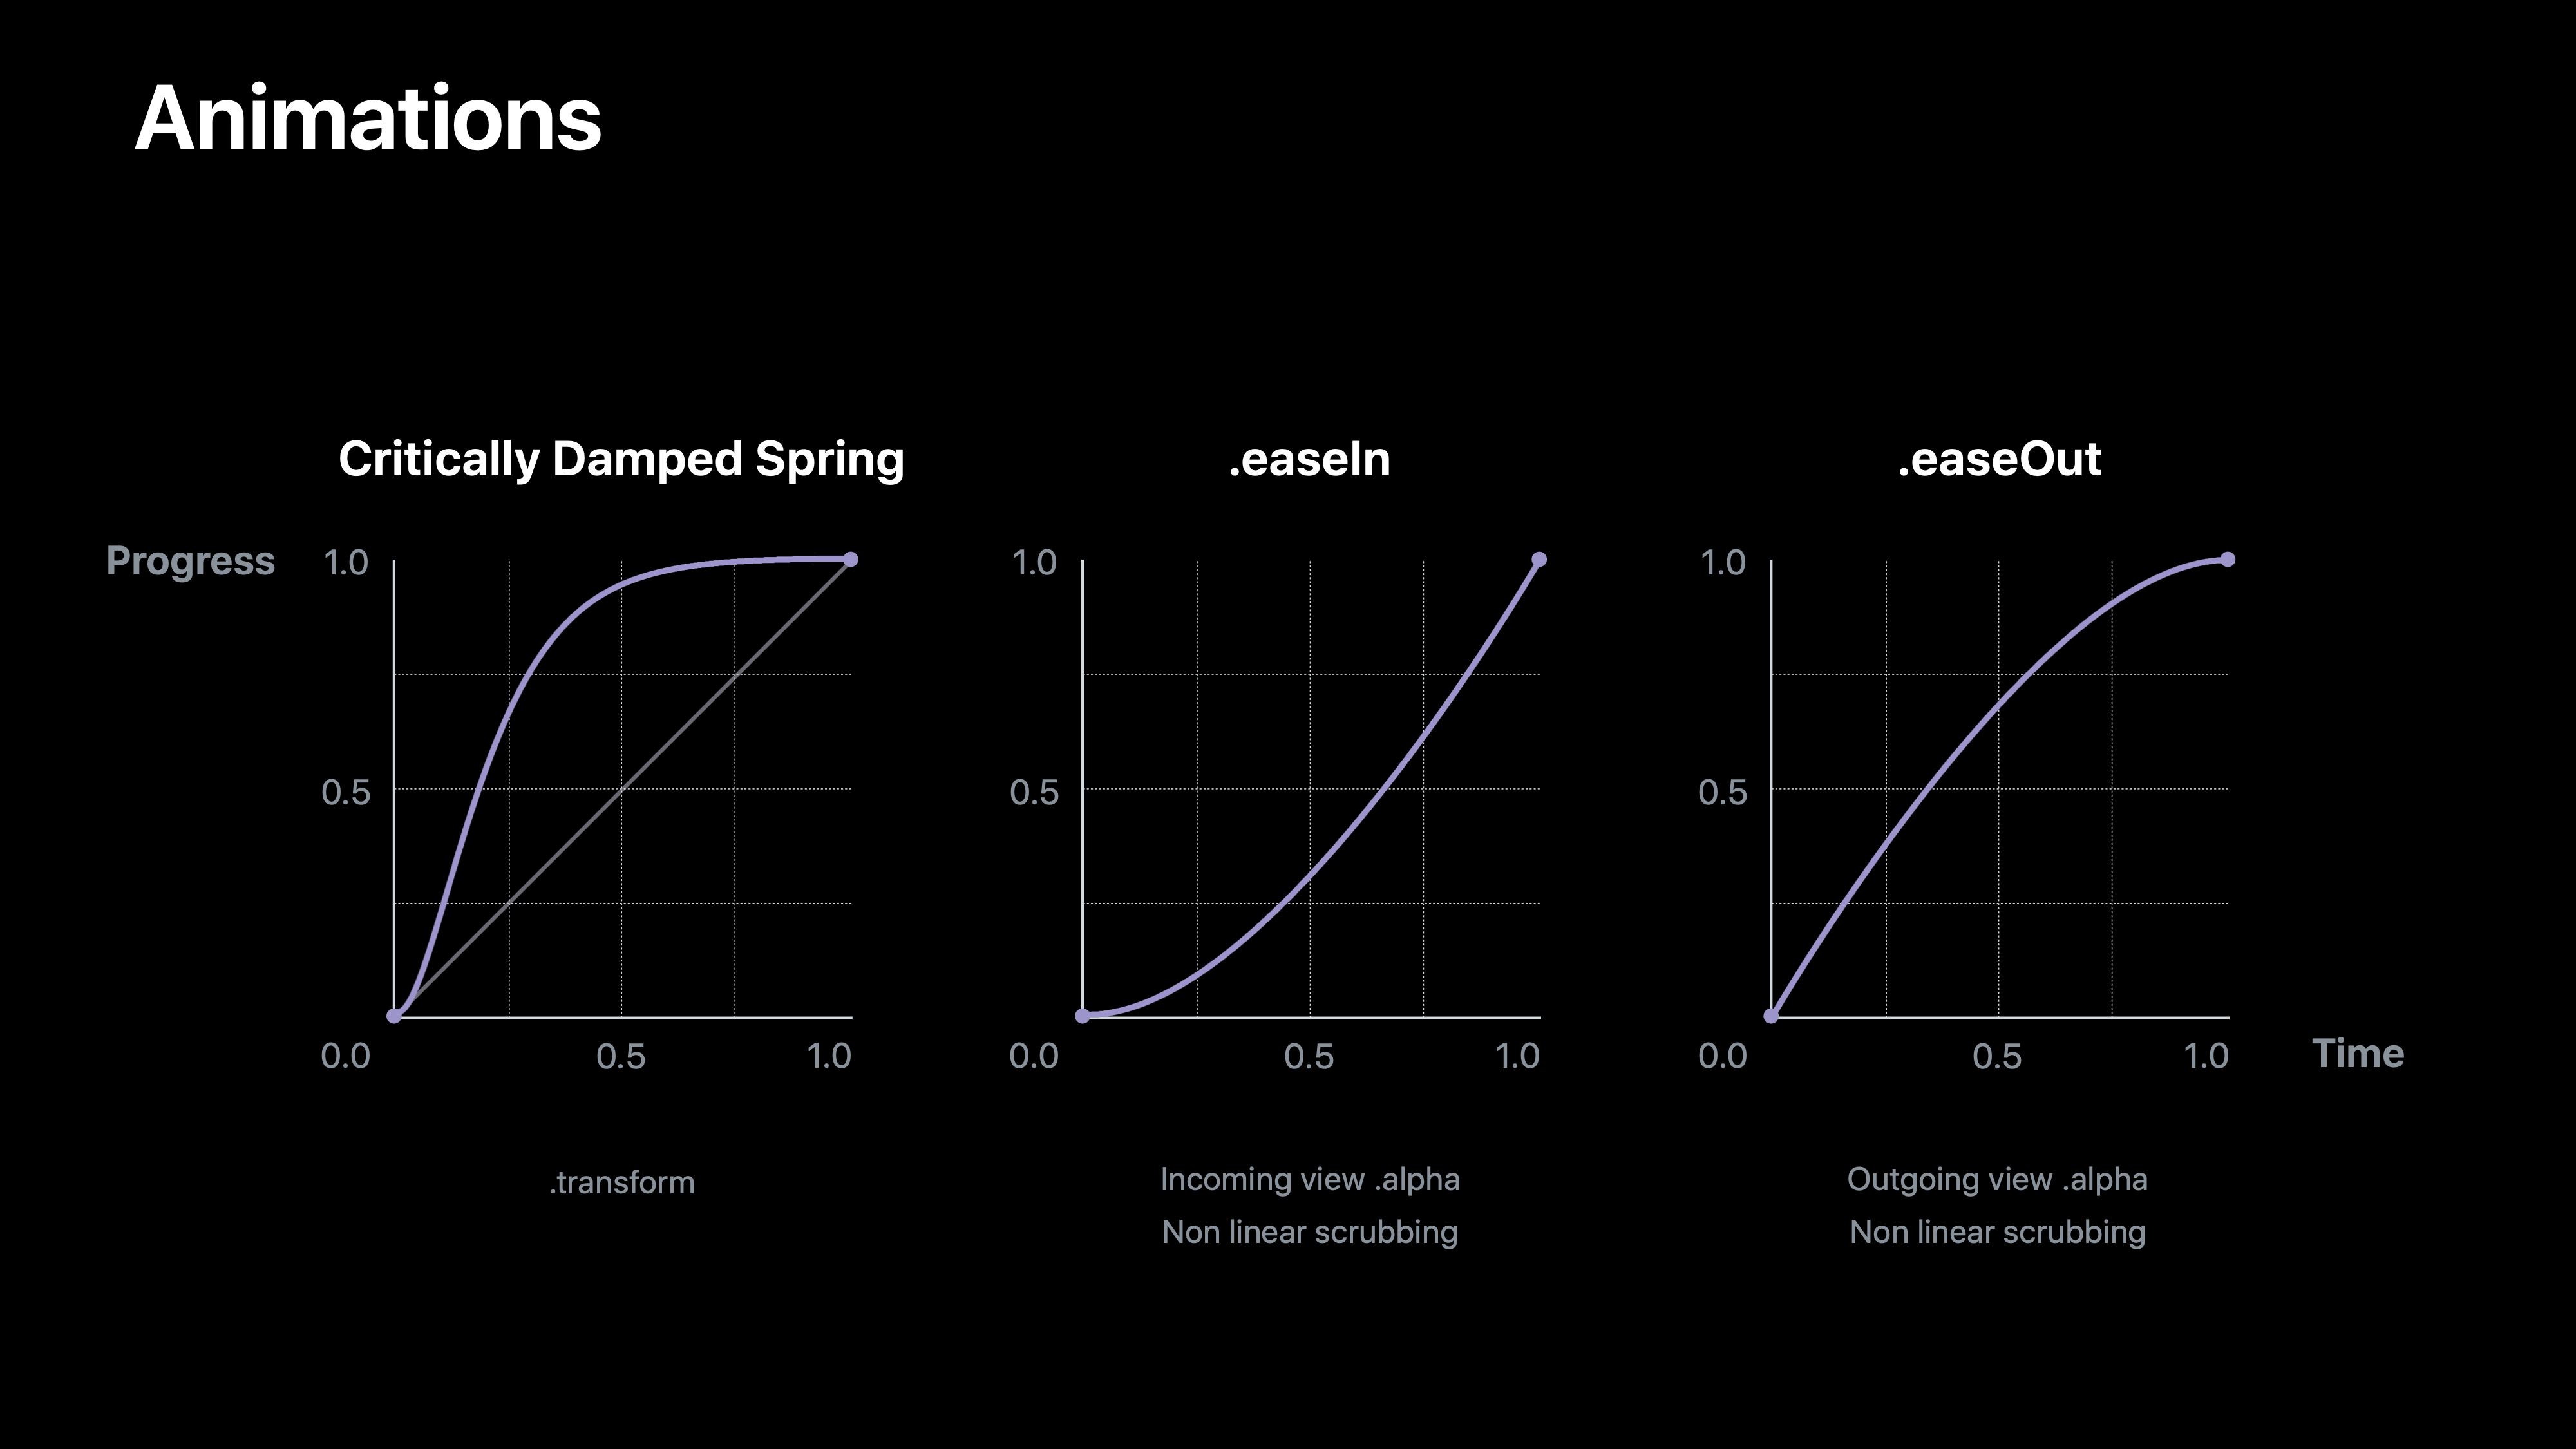 Animations
Critically Damped Spring
Progress
1.0
0.5
0.0
0.5
1.0
.transform
.easeIn
1.0
0.5
0.0
0.5
1.0
Incoming view .alpha
Non linear scrubbing
.easeOut
1.0
0.5
0.0
0.5
1.0
Time
Outgoing view .alpha
Non linear scrubbing